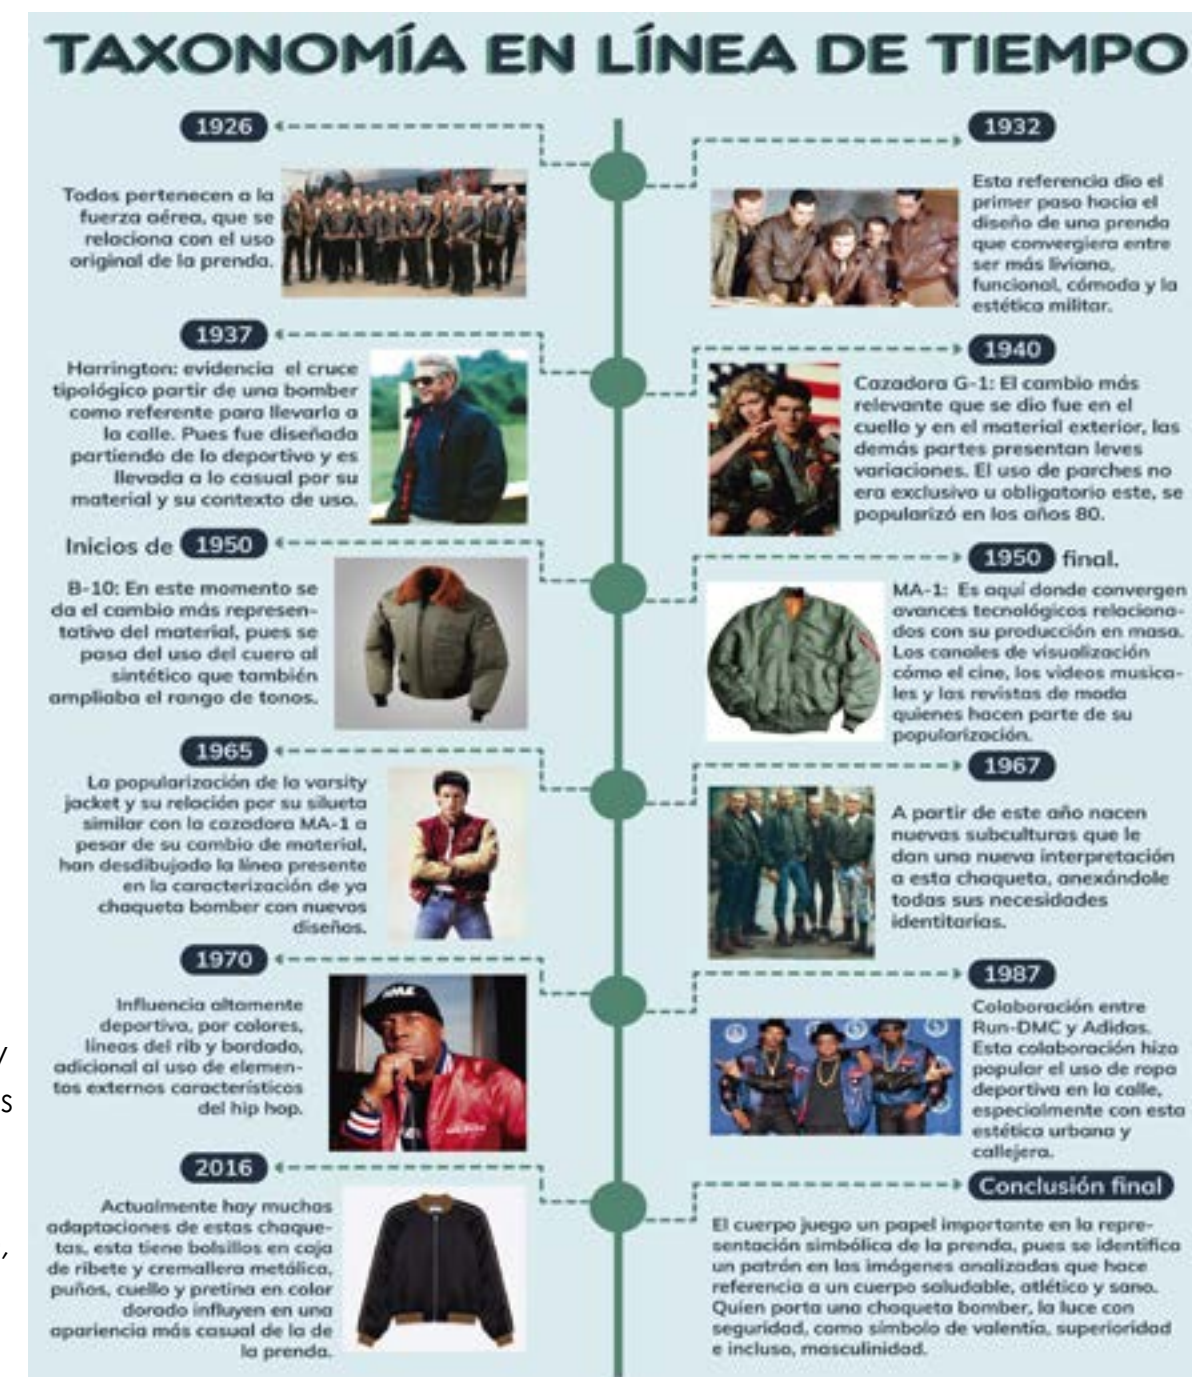 TAXONOMÍA EN LÍNEA DE TIEMPO
1926
Todos pertenecen a la
fuerza aérea, que se
relaciona con el uso
original de la prenda.
1932
Esta referencia dio el
primer paso hacia el
diseño de una prenda
que convergiera entre
ser más liviana,
funcional, cómoda y la
estética militar.
1937
Harrington: evidencia el cruce
tipológico partir de una bomber
como referente para llevarla a
la calle. Pues fue diseñada
partiendo de lo deportivo y es
llevada a lo casual por su
material y su contexto de uso.
1940
Cazadora G-1: El cambio más
relevante que se dio fue en el
cuello y en el material exterior, las
demás partes presentan leves
variaciones. El uso de parches no
era exclusivo u obligatorio este, se
popularizó en los años 80.
Inicios de 1950
B-10: En este momento se
da el cambio más represen-
tativo del material, pues se
pasa del uso del cuero al
sintético que también
ampliaba el rango de tonos.
1950 final.
MA-1: Es aquí donde convergen
avances tecnológicos relaciona-
dos con su producción en masa.
Los canales de visualización
cómo el cine, los videos musica-
les y las revistas de moda
quienes hacen parte de su
popularización.
1965
La popularización de la varsity
jacket y su relación por su silueta
similar con la cazadora MA-1 a
pesar de su cambio de material,
han desdibujado la línea presente
en la caracterización de ya
chaqueta bomber con nuevos
diseños.
1967
A partir de este año nacen
nuevas subculturas que le
dan una nueva interpretación
a esta chaqueta, anexándole
todas sus necesidades
identitarias.
1970
Influencia altamente
deportiva, por colores,
líneas del rib y bordado,
adicional al uso de elemen-
tos externos característicos
del hip hop.
1987
Colaboración entre
Run-DMC y Adidas.
Esta colaboración hizo
popular el uso de ropa
deportiva en la calle,
especialmente con esta
estética urbana y
callejera.
2016
Actualmente hay muchas
adaptaciones de estas chaque-
tas, esta tiene bolsillos en caja
de ribete y cremallera metálica,
puños, cuello y pretina en color
dorado influyen en una
apariencia más casual de la de
la prenda.
Conclusión final
El cuerpo juego un papel importante en la repre-
sentación simbólica de la prenda, pues se identifica
un patrón en las imágenes analizadas que hace
referencia a un cuerpo saludable, atlético y sano.
Quien porta una chaqueta bomber, la luce con
seguridad, como símbolo de valentía, superioridad
e incluso, masculinidad.
y
s
,